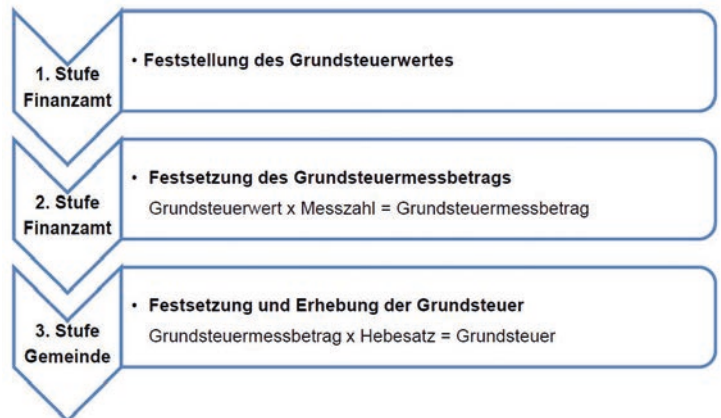 1. Stufe
Finanzamt
• Feststellung des Grundsteuerwertes
2. Stufe
Finanzamt
• Festsetzung des Grundsteuermessbetrags
Grundsteuerwert x Messzahl = Grundsteuermessbetrag
3. Stufe
Gemeinde
• Festsetzung und Erhebung der Grundsteuer
Grundsteuermessbetrag x Hebesatz = Grundsteuer